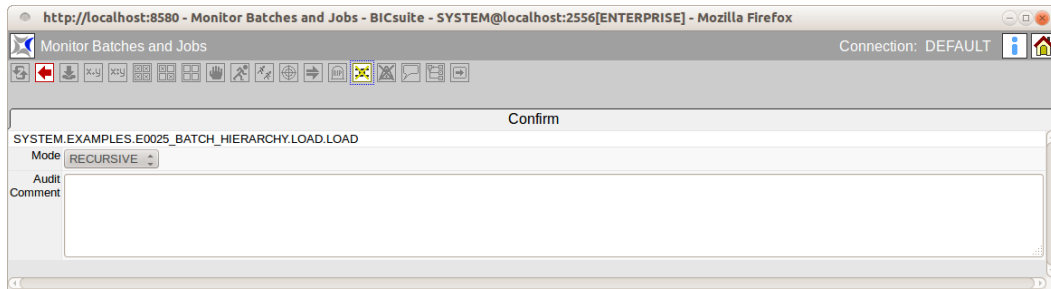 http://localhost:8580 - Monitor Batches and Jobs - BICsuite - SYSTEM@localhost:2556[ENTERPRISE] - Mozilla Firefox
Monitor Batches and Jobs
Connection: DEFAULT
Confirm
SYSTEM.EXAMPLES.E0025_BATCH_HIERARCHY.LOAD.LOAD
Mode RECURSIVE
Audit
Comment